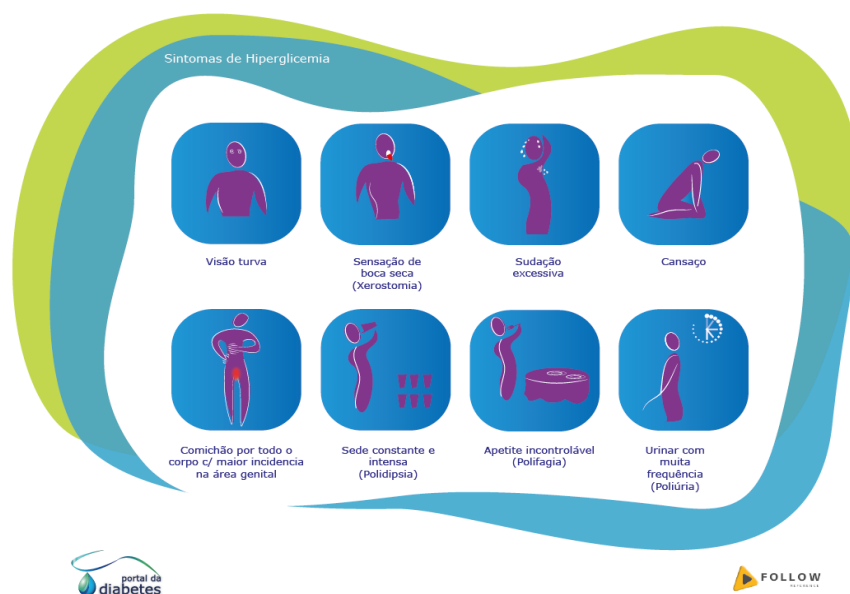 Sintomas de Hiperglicemia
Visão turva
Sensação de
boca seca
(Xerostomia)
Sudação
excessiva
Cansaço
Comichão por todo o
corpo c/ maior incidencia
na área genital
Sede constante e
intensa
(Polidipsia)
Apetite incontrolável
(Polifagia)
Urinar com
muita
frequência
(Poliúria)
portal da
diabetes
FOLLOW